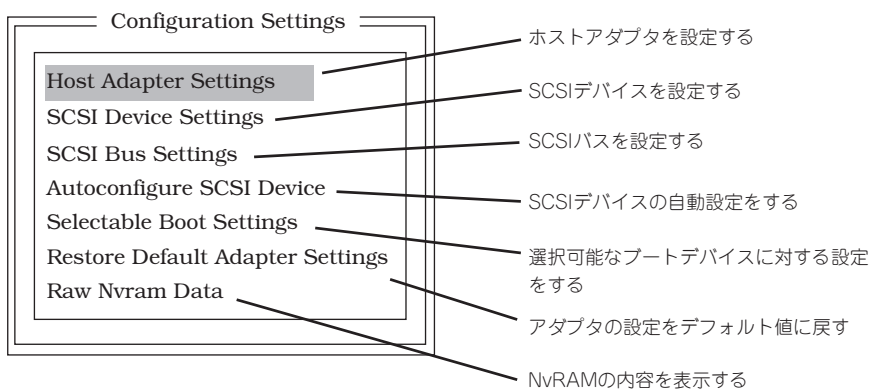 Configuration Settings
Host Adapter Settings
SCSI Device Settings
SCSI Bus Settings
Autoconfigure SCSI Device
Selectable Boot Settings
Restore Default Adapter Settings
Raw Nvram Data
ホストアダプタを設定する
SCSIデバイスを設定する
SCSIバスを設定する
SCSIデバイスの自動設定をする
選択可能なブートデバイスに対する設定
をする
アダプタの設定をデフォルト値に戻す
NvRAMの内容を表示する